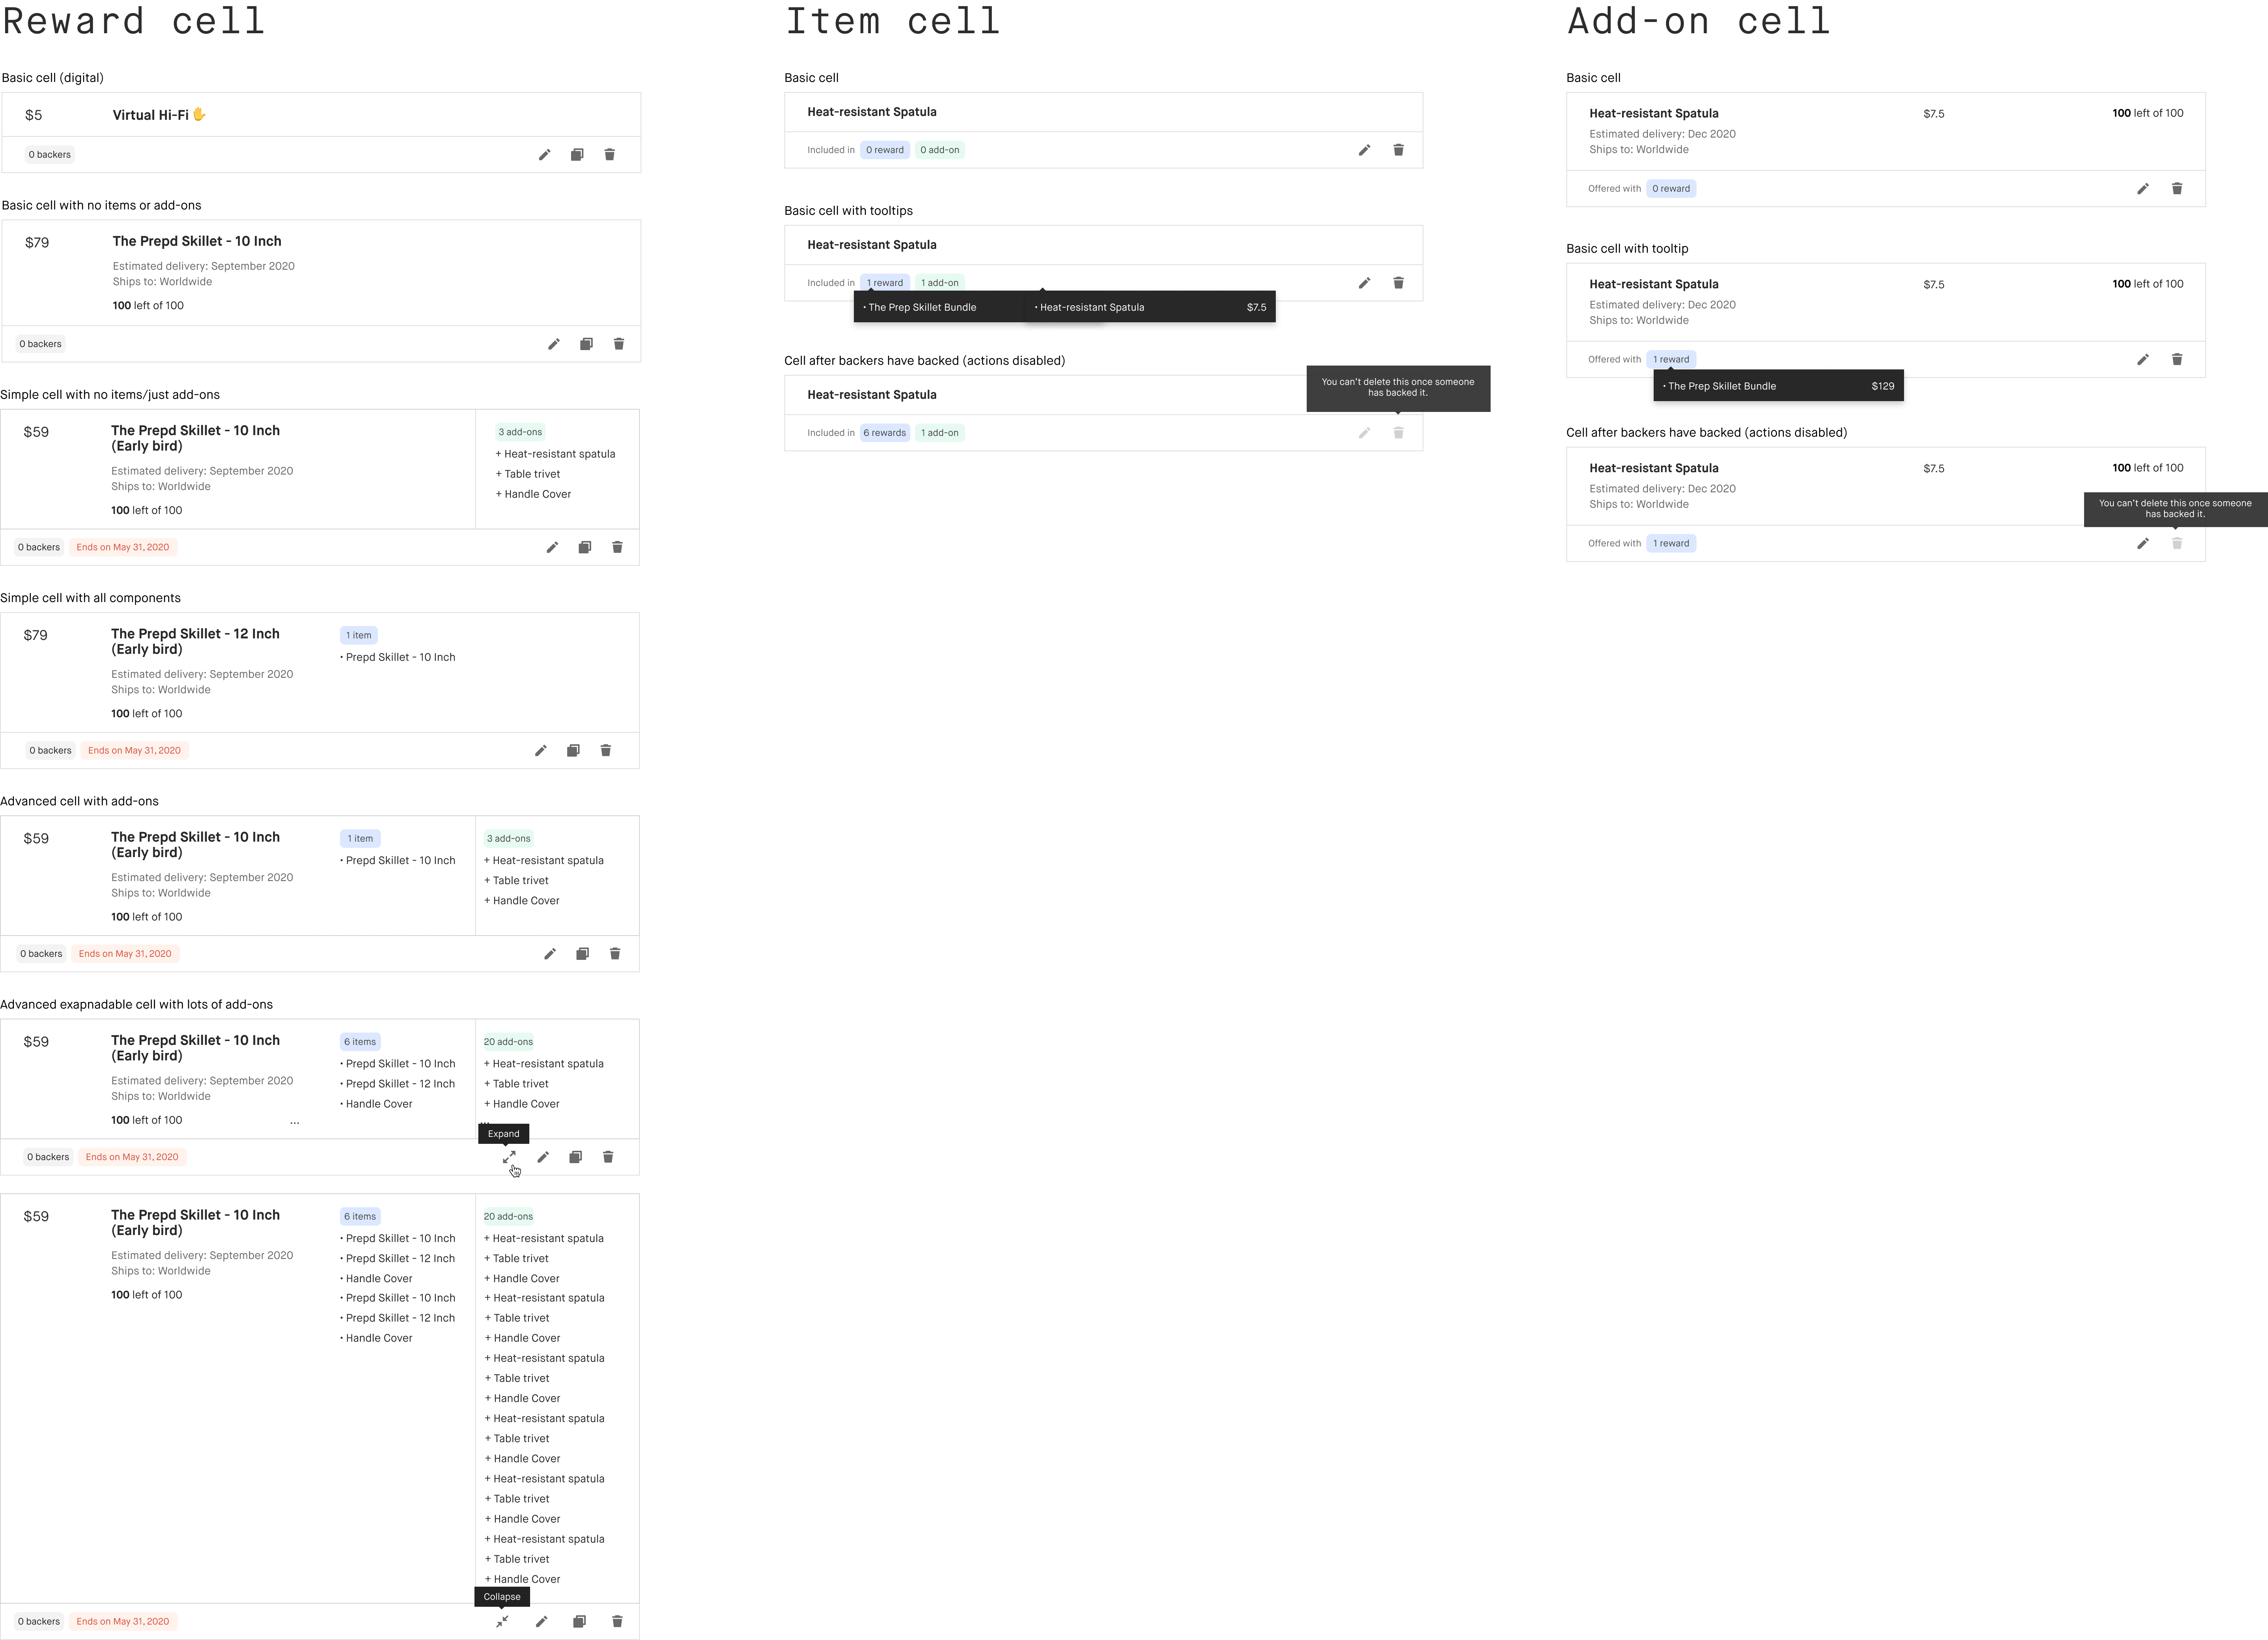 Reward cell
Basic cell (digital)
$5
Virtual Hi-Fi ✋
0 backers
Basic cell with no items or add-ons
$79
The Prepd Skillet - 10 Inch
Estimated delivery: September 2020
Ships to: Worldwide
100 left of 100
0 backers
Simple cell with no items/just add-ons
$59
The Prepd Skillet - 10 Inch
(Early bird)
Estimated delivery: September 2020
Ships to: Worldwide
100 left of 100
3 add-ons
+ Heat-resistant spatula
+ Table trivet
+ Handle Cover
0 backers
Ends on May 31, 2020
Simple cell with all components
$79
The Prepd Skillet - 12 Inch
(Early bird)
Estimated delivery: September 2020
Ships to: Worldwide
100 left of 100
1 item
• Prepd Skillet - 10 Inch
0 backers
Ends on May 31, 2020
Advanced cell with add-ons
$59
The Prepd Skillet - 10 Inch
(Early bird)
Estimated delivery: September 2020
Ships to: Worldwide
100 left of 100
1 item
• Prepd Skillet - 10 Inch
3 add-ons
+ Heat-resistant spatula
+ Table trivet
+ Handle Cover
0 backers
Ends on May 31, 2020
Advanced exapnadable cell with lots of add-ons
$59
The Prepd Skillet - 10 Inch
(Early bird)
Estimated delivery: September 2020
Ships to: Worldwide
100 left of 100
...
6 items
• Prepd Skillet - 10 Inch
• Prepd Skillet - 12 Inch
• Handle Cover
20 add-ons
+ Heat-resistant spatula
+ Table trivet
+ Handle Cover
Expand
0 backers
Ends on May 31, 2020
$59
The Prepd Skillet - 10 Inch
(Early bird)
Estimated delivery: September 2020
Ships to: Worldwide
100 left of 100
6 items
• Prepd Skillet - 10 Inch
• Prepd Skillet - 12 Inch
• Handle Cover
• Prepd Skillet - 10 Inch
• Prepd Skillet - 12 Inch
• Handle Cover
20 add-ons
+ Heat-resistant spatula
+ Table trivet
+ Handle Cover
+ Heat-resistant spatula
+ Table trivet
+ Handle Cover
+ Heat-resistant spatula
+ Table trivet
+ Handle Cover
+ Heat-resistant spatula
+ Table trivet
+ Handle Cover
+ Heat-resistant spatula
+ Table trivet
+ Handle Cover
+ Heat-resistant spatula
+ Table trivet
+ Handle Cover
Collapse
0 backers
Ends on May 31, 2020
Item cell
Basic cell
Heat-resistant Spatula
Included in
0 reward
0 add-on
Basic cell with tooltips
Heat-resistant Spatula
Included in
1 reward
1 add-on
• The Prep Skillet Bundle
• Heat-resistant Spatula
$7.5
Cell after backers have backed (actions disabled)
Heat-resistant Spatula
You can't delete this once someone
has backed it.
Included in
6 rewards
1 add-on
Add-on cell
Basic cell
Heat-resistant Spatula
$7.5
100 left of 100
Estimated delivery: Dec 2020
Ships to: Worldwide
Offered with
0 reward
Basic cell with tooltip
Heat-resistant Spatula
$7.5
100 left of 100
Estimated delivery: Dec 2020
Ships to: Worldwide
Offered with
1 reward
• The Prep Skillet Bundle
$129
Cell after backers have backed (actions disabled)
Heat-resistant Spatula
$7.5
100 left of 100
Estimated delivery: Dec 2020
Ships to: Worldwide
You can't delete this once someone
has backed it.
Offered with
1 reward